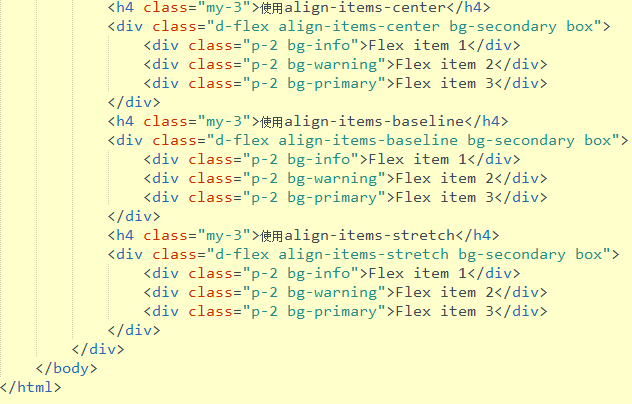 <h4 class="my-3">使用align-items-center</h4>
<div class="d-flex align-items-center bg-secondary box">
<div class="p-2 bg-info">Flex item 1</div>
<div class="p-2 bg-warning">Flex item 2</div>
<div class="p-2 bg-primary">Flex item 3</div>
</div>
<h4 class="my-3">使用align-items-baseline</h4>
<div class="d-flex align-items-baseline bg-secondary box">
<div class="p-2 bg-info">Flex item 1</div>
<div class="p-2 bg-warning">Flex item 2</div>
<div class="p-2 bg-primary">Flex item 3</div>
</div>
<h4 class="my-3">使用align-items-stretch</h4>
<div class="d-flex align-items-stretch bg-secondary box">
<div class="p-2 bg-info">Flex item 1</div>
<div class="p-2 bg-warning">Flex item 2</div>
<div class="p-2 bg-primary">Flex item 3</div>
</div>
</div>
</body>
</html>